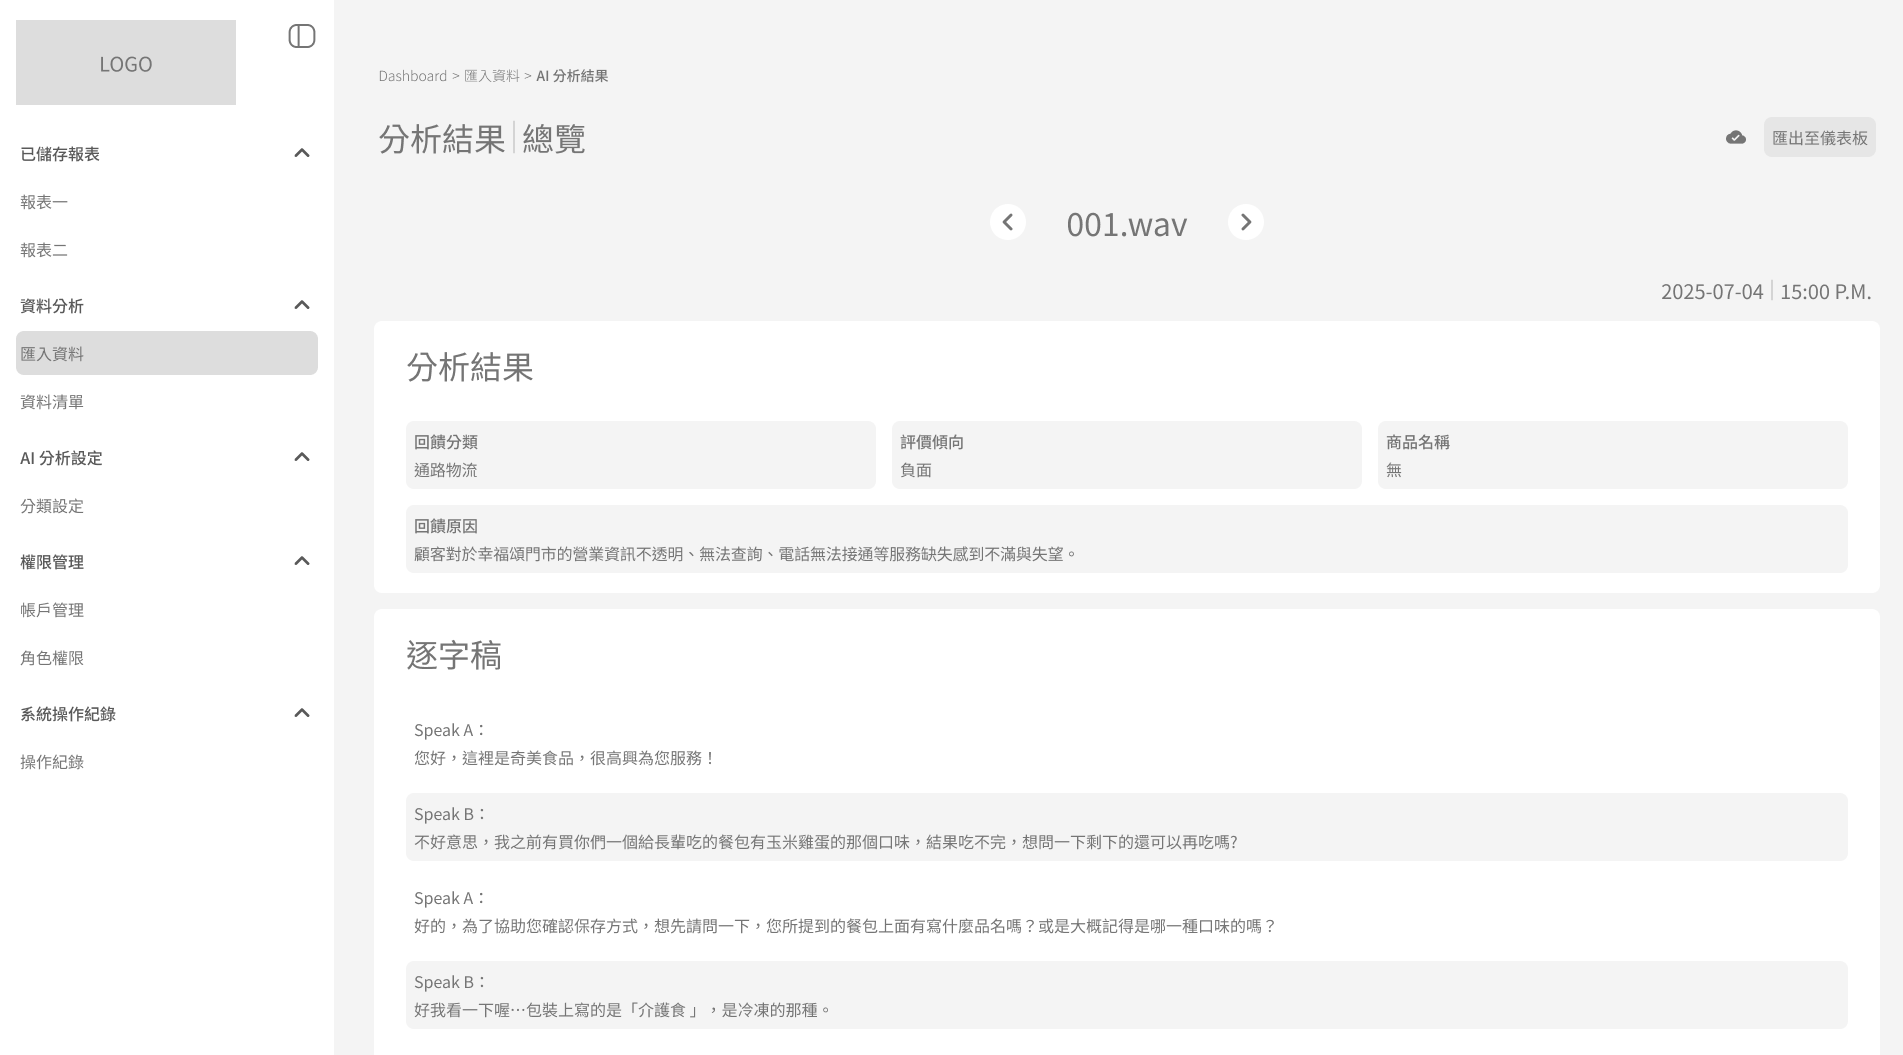 LOGO
已儲存報表
報表一
報表二
資料分析
匯入資料
資料清單
AI 分析設定
分類設定
權限管理
帳戶管理
角色權限
系統操作紀錄
操作紀錄
Dashboard > 匯入資料 > AI 分析結果
分析結果 | 總覽
匯出至儀表板
001.wav
2025-07-04 | 15:00 P.M.
分析結果
回饋分類
通路物流
評價傾向
負面
商品名稱
無
回饋原因
顧客對於幸福頌門市的營業資訊不透明、無法查詢、電話無法接通等服務缺失感到不滿與失望。
逐字稿
Speak A：
您好，這裡是奇美食品，很高興為您服務！
Speak B：
不好意思，我之前有買你們一個給長輩吃的餐包有玉米雞蛋的那個口味，結果吃不完，想問一下剩下的還可以再吃嗎?
Speak A：
好的，為了協助您確認保存方式，想先請問一下，您所提到的餐包上面有寫什麼品名嗎？或是大概記得是哪一種口味的嗎？
Speak B：
好我看一下喔…包裝上寫的是「介護食 」，是冷凍的那種。